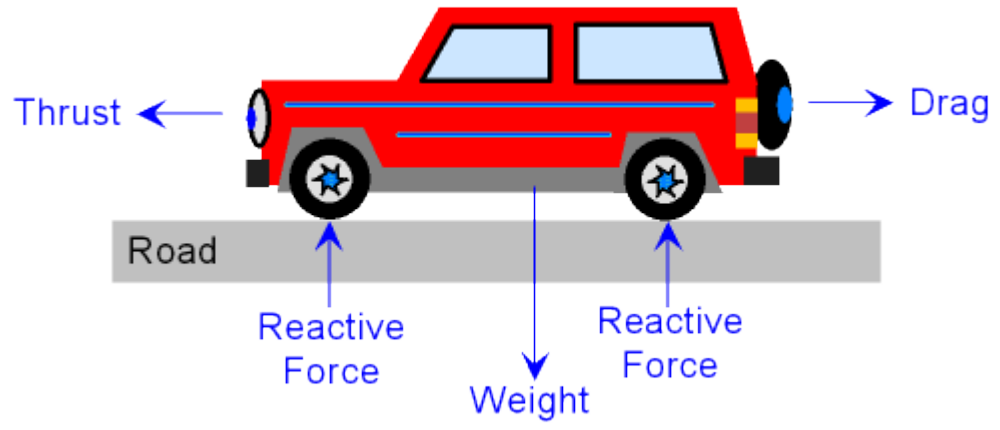 Thrust
Drag
Road
Reactive
Force
Reactive
Force
Weight